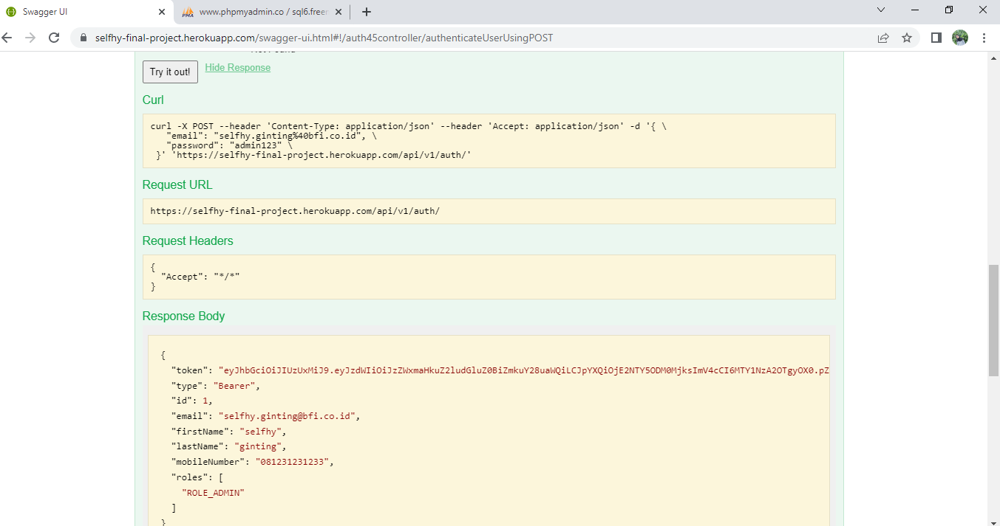 Swagger UI
www.phpmyadmin.co / sql6.freer
selfhy-final-project.herokuapp.com/swagger-ui.html#!/auth45controller/authenticateUserUsingPOST
Try it out!
Hide Response
Curl
curl -X POST --header 'Content-Type: application/json' --header 'Accept: application/json' -d '{ \
"email": "selfhy.ginting%40bfi.co.id", \
"password": "admin123" \
}' 'https://selfhy-final-project.herokuapp.com/api/v1/auth/'
Request URL
https://selfhy-final-project.herokuapp.com/api/v1/auth/
Request Headers
{
"Accept": "*/*"
}
Response Body
{
"token": "eyJhbGciOiJIUzUxMiJ9.eyJzdWIiOiJzZWxmaHkuZ2ludGluZ0BiZmkuY28uaWQiLCJpYXQiOjE2NTY5ODM0MjksImV4cCI6MTY1NzA2OTgyOX0.pZ
"type": "Bearer",
"id": 1,
"email": "selfhy.ginting@bfi.co.id",
"firstName": "selfhy",
"lastName": "ginting",
"mobileNumber": "081231231233",
"roles": [
"ROLE_ADMIN"
]
}